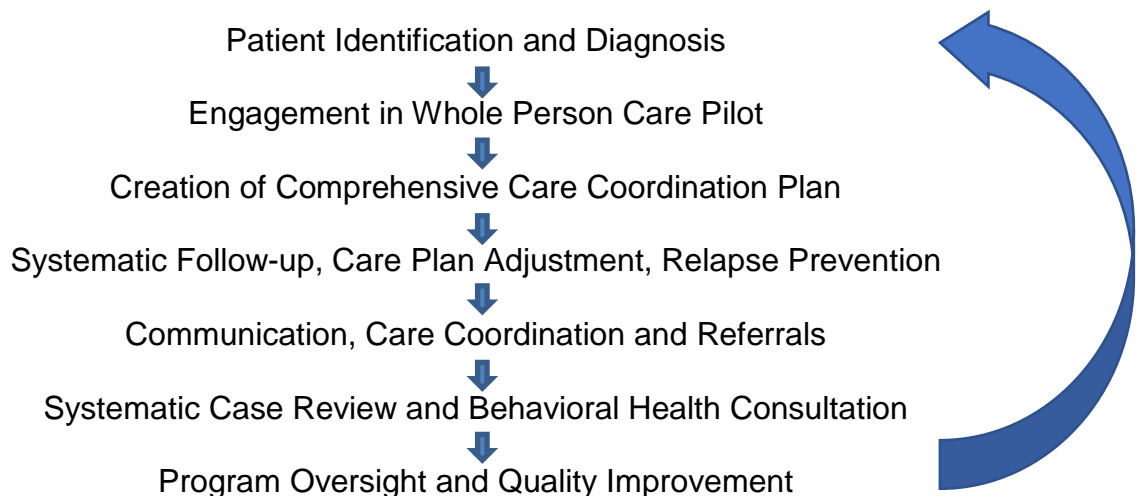 Patient Identification and Diagnosis
Engagement in Whole Person Care Pilot
Creation of Comprehensive Care Coordination Plan
Systematic Follow-up, Care Plan Adjustment, Relapse Prevention
Communication, Care Coordination and Referrals
Systematic Case Review and Behavioral Health Consultation
Program Oversight and Quality Improvement